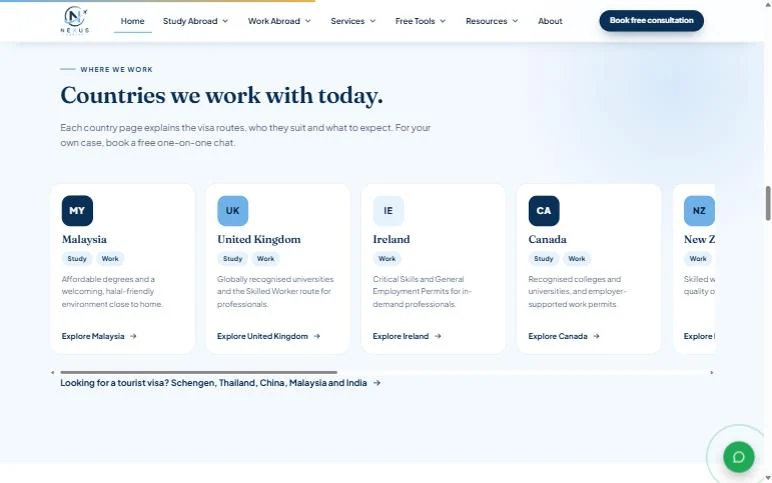 NEXUS
Home
Study Abroad
Work Abroad
Services
Free Tools
Resources
About
Book free consultation
WHERE WE WORK
Countries we work with today.
Each country page explains the visa routes, who they suit and what to expect. For your
own case, book a free one-on-one chat.
MY
Malaysia
Study Work
Affordable degrees and a
welcoming, halal-friendly
environment close to home.
Explore Malaysia →
UK
United Kingdom
Study Work
Globally recognised universities
and the Skilled Worker route for
professionals.
Explore United Kingdom →
IE
Ireland
Work
Critical Skills and General
Employment Permits for in-
demand professionals.
Explore Ireland →
CA
Canada
Study Work
Recognised colleges and
universities, and employer-
supported work permits.
Explore Canada →
NZ
New Z
Work
Skilled w
quality o
Explore
Looking for a tourist visa? Schengen, Thailand, China, Malaysia and India →